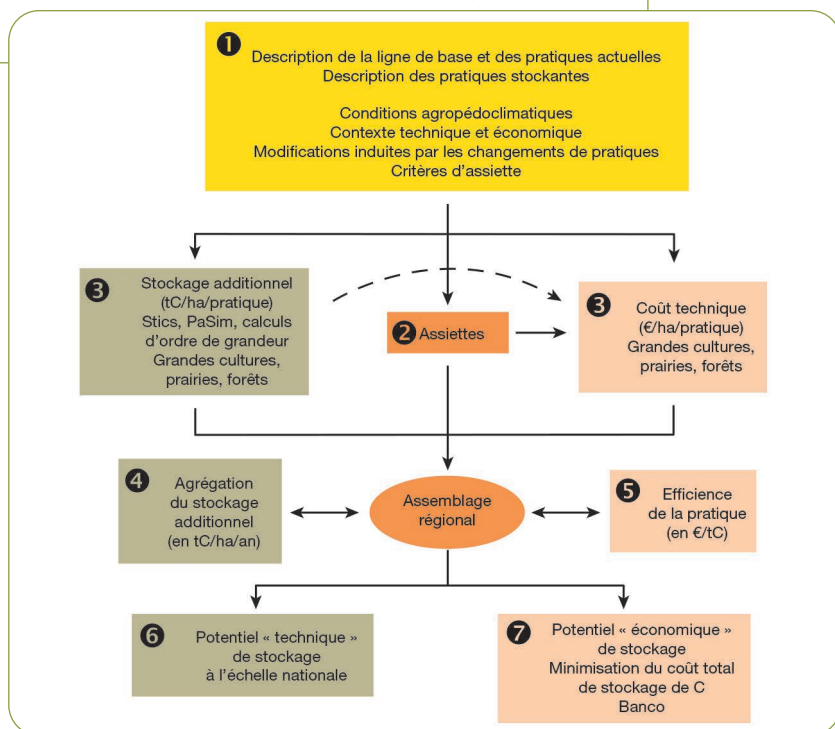 ❶
Description de la ligne de base et des pratiques actuelles
Description des pratiques stockantes
Conditions agropédoclimatiques
Contexte technique et économique
Modifications induites par les changements de pratiques
Critères d'assiette
❸
Stockage additionnel
(tC/ha/pratique)
Stics, PaSim, calculs
d'ordre de grandeur
Grandes cultures,
prairies, forêts
❷ Assiettes
❸
Coût technique
(€/ha/pratique)
Grandes cultures,
prairies, forêts
❹
Agrégation
du stockage
additionnel
(en tC/ha/an)
Assemblage
régional
❺
Efficience
de la pratique
(en €/tC)
❻
Potentiel « technique »
de stockage
à l'échelle nationale
❼
Potentiel « économique »
de stockage
Minimisation du coût total
de stockage de C
Banco